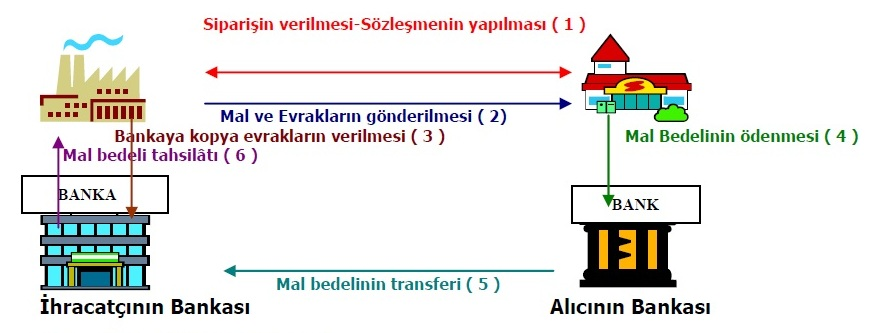 Siparişin verilmesi-Sözleşmenin yapılması ( 1 )
Mal ve Evrakların gönderilmesi ( 2 )
Bankaya kopya evrakların verilmesi ( 3 )
Mal Bedelinin ödenmesi ( 4 )
Mal bedeli tahsilâtı ( 6 )
BANKA
BANK
Mal bedelinin transferi ( 5 )
İhracatçının Bankası
Alıcının Bankası